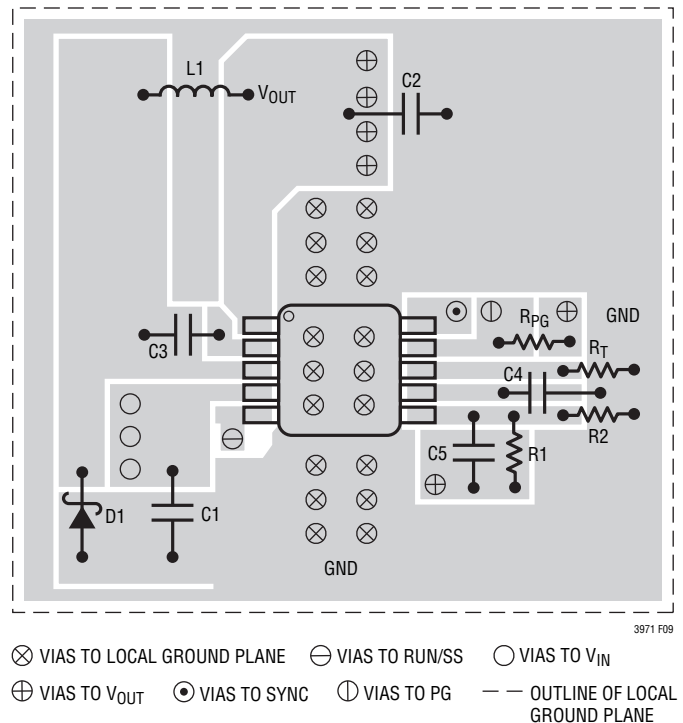 L1
VOUT
C2
C3
RPG
GND
RT
C4
R2
C5
R1
D1
C1
GND
3971 F09
VIAS TO LOCAL GROUND PLANE
VIAS TO RUN/SS
VIAS TO VIN
VIAS TO VOUT
VIAS TO SYNC
VIAS TO PG
OUTLINE OF LOCAL
GROUND PLANE